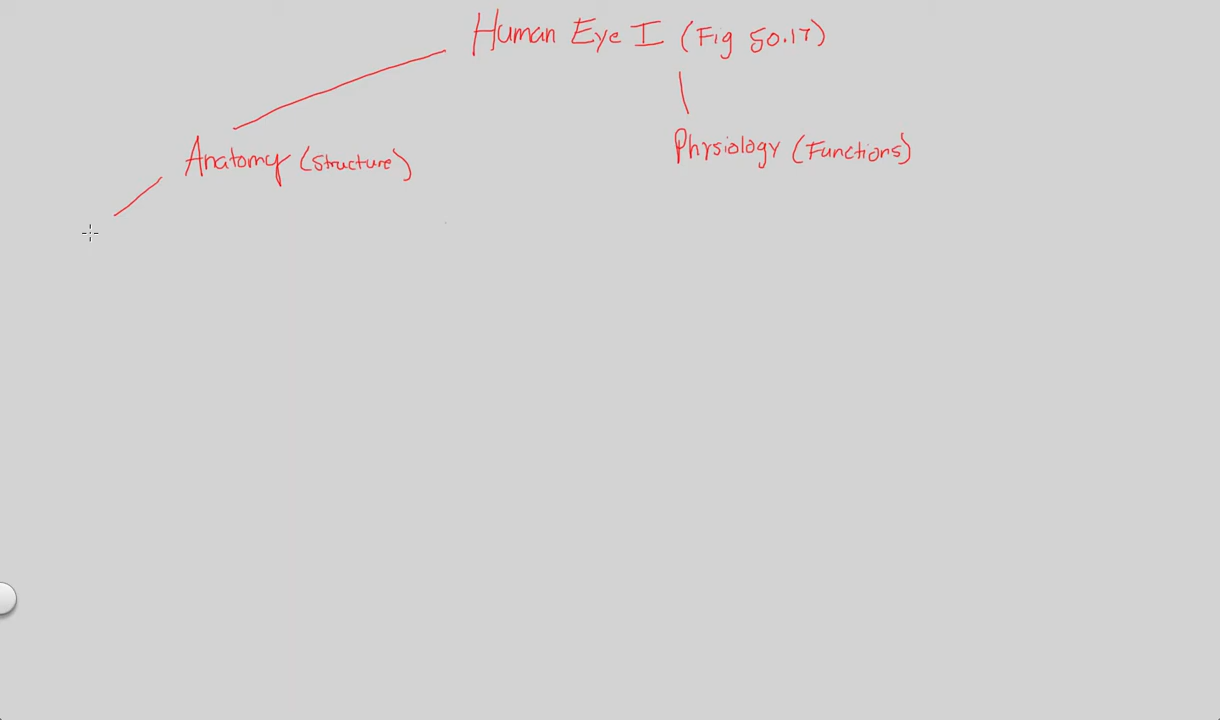 Human Eye I (Fig 50.17)
Anatomy (structure)
Physiology (Functions)